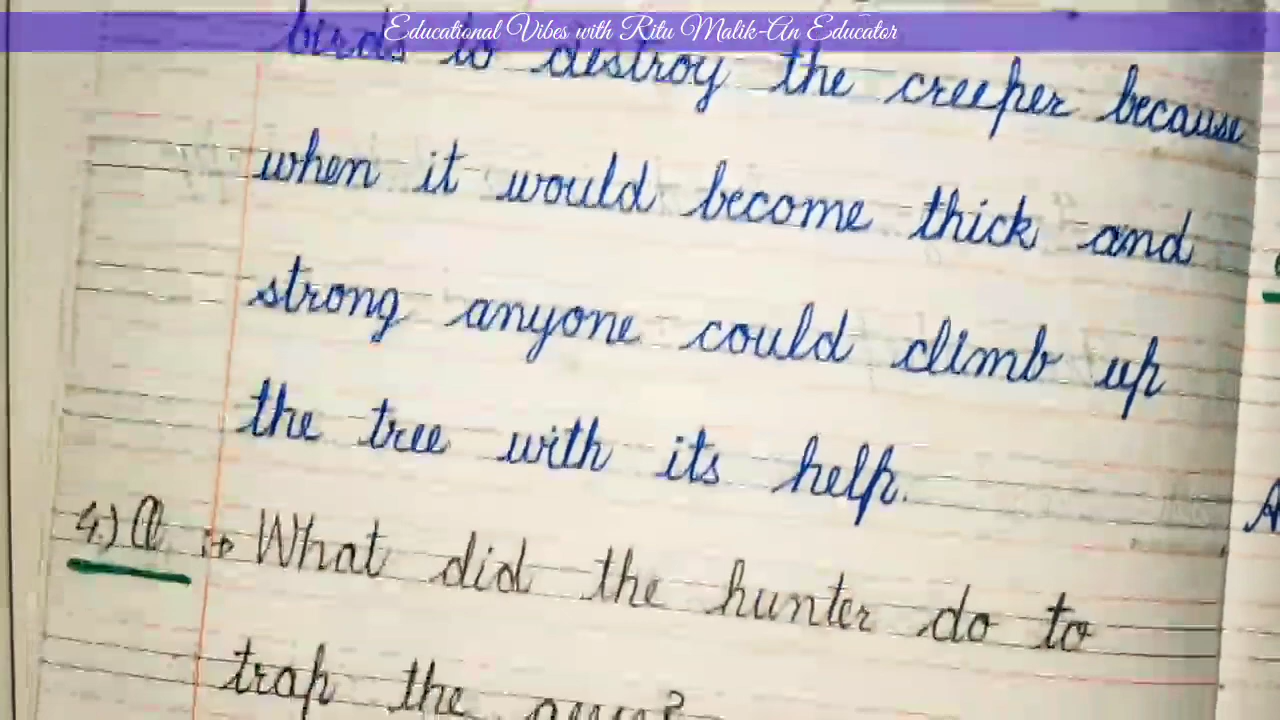 Educational Vibes with Ritu Malik-An Educator
birds to destroy the creeper because
when it would become thick and
strong anyone could climb up
the tree with its help.
4.) Q :→ What did the hunter do to
trap the
A